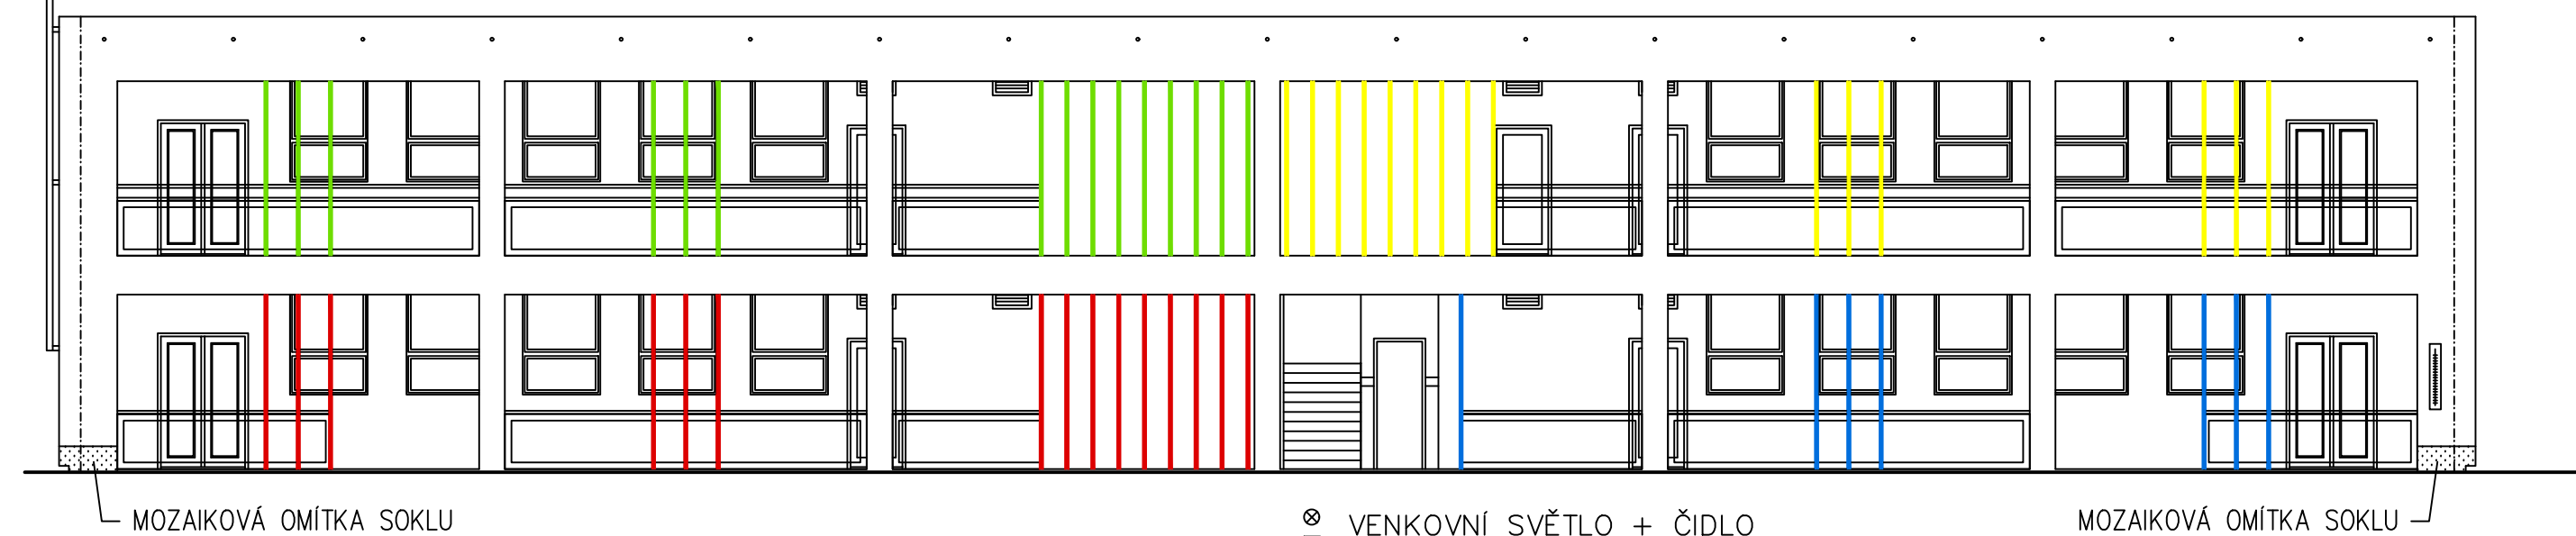 MOZAIKOVÁ OMÍTKA SOKLU
VENKOVNÍ SVĚTLO + ČIDLO
MOZAIKOVÁ OMÍTKA SOKLU